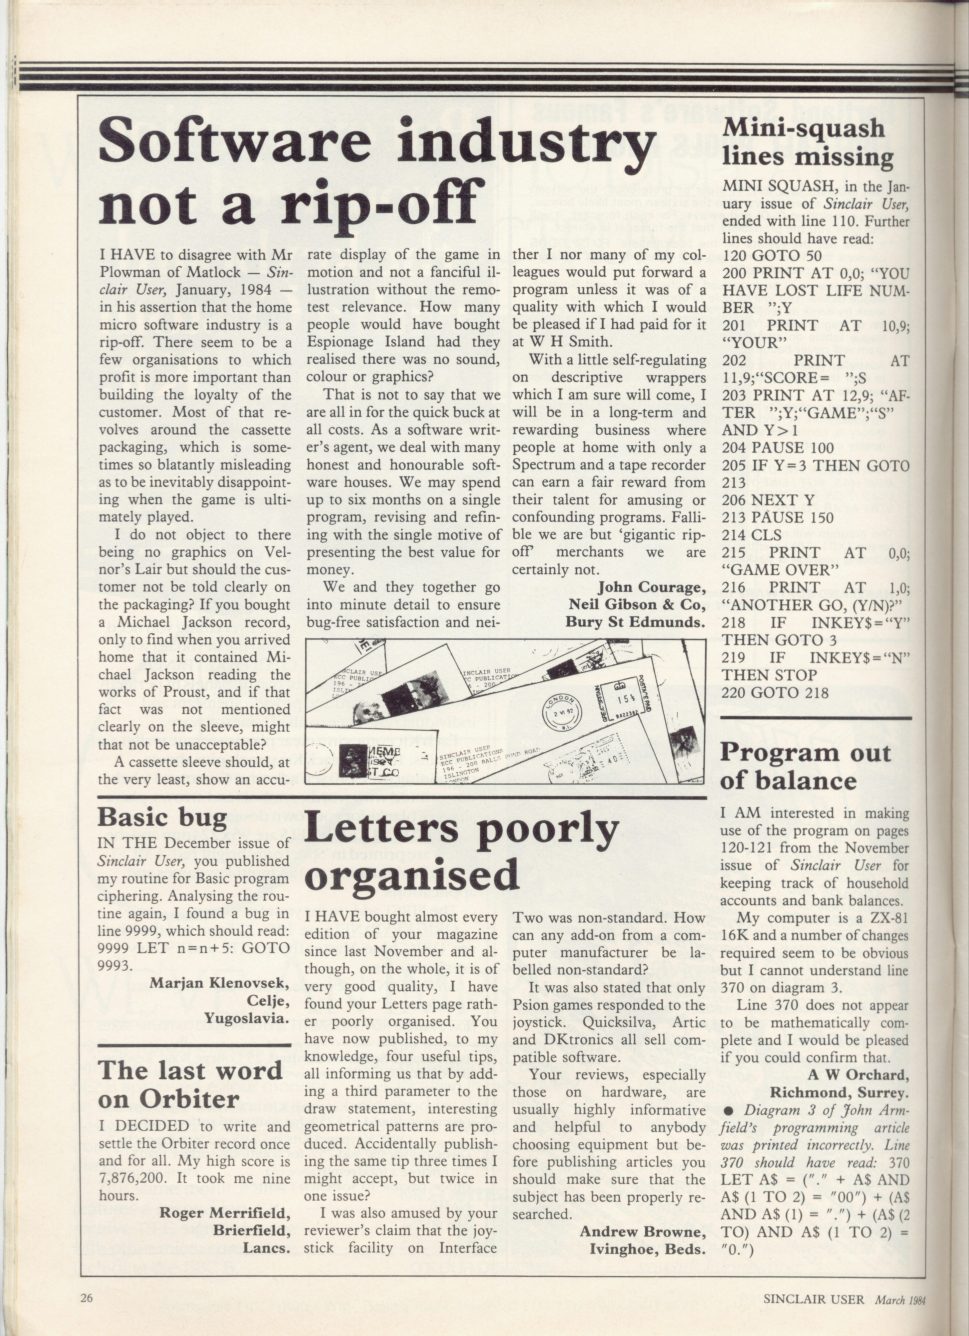 Software industry
not a rip-off
I HAVE to disagree with Mr
Plowman of Matlock — Sin-
clair User, January, 1984 —
in his assertion that the home
micro software industry is a
rip-off. There seem to be a
few organisations to which
profit is more important than
building the loyalty of the
customer. Most of that re-
volves around the cassette
packaging, which is some-
times so blatantly misleading
as to be inevitably disappoint-
ing when the game is ulti-
mately played.
I do not object to there
being no graphics on Vel-
nor's Lair but should the cus-
tomer not be told clearly on
the packaging? If you bought
a Michael Jackson record,
only to find when you arrived
home that it contained Mi-
chael Jackson reading the
works of Proust, and if that
fact was not mentioned
clearly on the sleeve, might
that not be unacceptable?
A cassette sleeve should, at
the very least, show an accu-
rate display of the game in
motion and not a fanciful il-
lustration without the remo-
test relevance. How many
people would have bought
Espionage Island had they
realised there was no sound,
colour or graphics?
That is not to say that we
are all in for the quick buck at
all costs. As a software writ-
er's agent, we deal with many
honest and honourable soft-
ware houses. We may spend
up to six months on a single
program, revising and refin-
ing with the single motive of
presenting the best value for
money.
We and they together go
into minute detail to ensure
bug-free satisfaction and nei-
ther I nor many of my col-
leagues would put forward a
program unless it was of a
quality with which I would
be pleased if I had paid for it
at W H Smith.
With a little self-regulating
on descriptive wrappers
which I am sure will come, I
will be in a long-term and
rewarding business where
people at home with only a
Spectrum and a tape recorder
can earn a fair reward from
their talent for amusing or
confounding programs. Falli-
ble we are but 'gigantic rip-
off' merchants we are
certainly not.
John Courage,
Neil Gibson & Co,
Bury St Edmunds.
CLAIR USE
ECC PUBLIC
196 - 20
ISLIN
INCLAIR USER
CC PUBLICATION
- 200
LONDON
2 VI 82
15½
SINCLAIR USER
ECC PUBLICATIONS
196 - 200 BALLS POND ROAD
ISLINGTON
LONDON
Basic bug
IN THE December issue of
Sinclair User, you published
my routine for Basic program
ciphering. Analysing the rou-
tine again, I found a bug in
line 9999, which should read:
9999 LET n=n+5: GOTO
9993.
Marjan Klenovsek,
Celje,
Yugoslavia.
The last word
on Orbiter
I DECIDED to write and
settle the Orbiter record once
and for all. My high score is
7,876,200. It took me nine
hours.
Roger Merrifield,
Brierfield,
Lancs.
Letters poorly
organised
I HAVE bought almost every
edition of your magazine
since last November and al-
though, on the whole, it is of
very good quality, I have
found your Letters page rath-
er poorly organised. You
have now published, to my
knowledge, four useful tips,
all informing us that by add-
ing a third parameter to the
draw statement, interesting
geometrical patterns are pro-
duced. Accidentally publish-
ing the same tip three times I
might accept, but twice in
one issue?
I was also amused by your
reviewer's claim that the joy-
stick facility on Interface
Two was non-standard. How
can any add-on from a com-
puter manufacturer be la-
belled non-standard?
It was also stated that only
Psion games responded to the
joystick. Quicksilva, Artic
and DKtronics all sell com-
patible software.
Your reviews, especially
those on hardware, are
usually highly informative
and helpful to anybody
choosing equipment but be-
fore publishing articles you
should make sure that the
subject has been properly re-
searched.
Andrew Browne,
Ivinghoe, Beds.
Mini-squash
lines missing
MINI SQUASH, in the Jan-
uary issue of Sinclair User,
ended with line 110. Further
lines should have read:
120 GOTO 50
200 PRINT AT 0,0; “YOU
HAVE LOST LIFE NUM-
BER ”;Y
201 PRINT AT 10,9;
“YOUR”
202 PRINT AT
11,9;“SCORE= ”;S
203 PRINT AT 12,9; “AF-
TER ”;Y;“GAME”;“S”
AND Y>1
204 PAUSE 100
205 IF Y=3 THEN GOTO
213
206 NEXT Y
213 PAUSE 150
214 CLS
215 PRINT AT 0,0;
“GAME OVER”
216 PRINT AT 1,0;
“ANOTHER GO, (Y/N)?”
218 IF INKEY$=“Y”
THEN GOTO 3
219 IF INKEY$=“N”
THEN STOP
220 GOTO 218
Program out
of balance
I AM interested in making
use of the program on pages
120-121 from the November
issue of Sinclair User for
keeping track of household
accounts and bank balances.
My computer is a ZX-81
16K and a number of changes
required seem to be obvious
but I cannot understand line
370 on diagram 3.
Line 370 does not appear
to be mathematically com-
plete and I would be pleased
if you could confirm that.
A W Orchard,
Richmond, Surrey.
● Diagram 3 of John Arm-
field's programming article
was printed incorrectly. Line
370 should have read: 370
LET A$ = ("." + A$ AND
A$ (1 TO 2) = "00") + (A$
AND A$ (1) = ".") + (A$ (2
TO) AND A$ (1 TO 2) =
"0.")
26
SINCLAIR USER March 1984